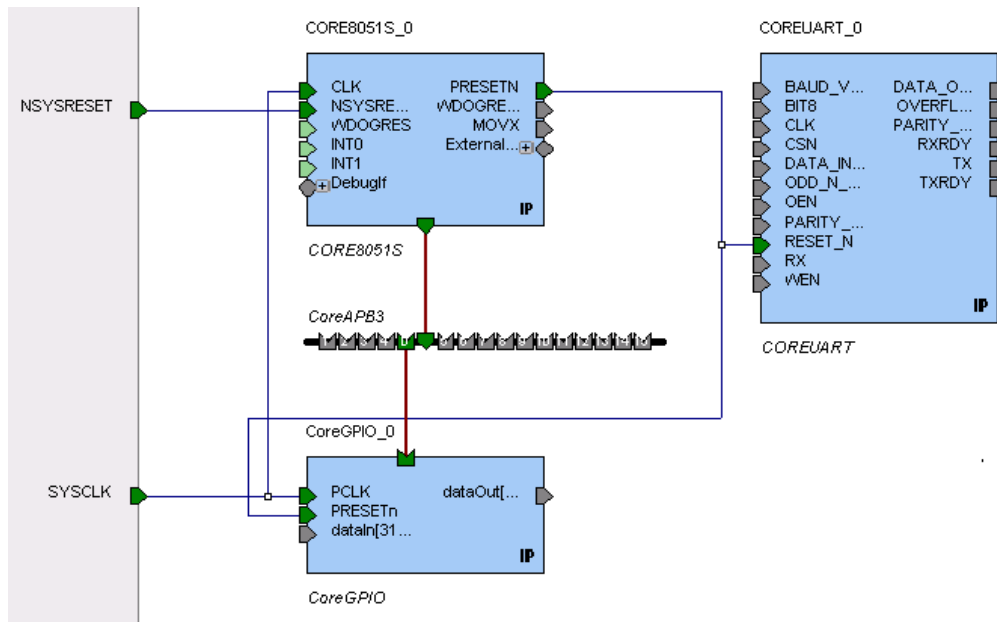 CORE8051S_0
COREUART_0
NSYSRESET
CLK
NSYSRE...
WDOGRES
INT0
INT1
DebugIf
PRESETN
WDOGRE...
MOVX
External...
IP
CORE8051S
BAUD_V...
BIT8
CLK
CSN
DATA_IN...
ODD_N_...
OEN
PARITY_...
RESET_N
RX
WEN
DATA_O...
OVERFL...
PARITY_...
RXRDY
TX
TXRDY
IP
COREUART
CoreAPB3
CoreGPIO_0
SYSCLK
PCLK
PRESETn
dataIn[31...
dataOut[...
IP
CoreGPIO